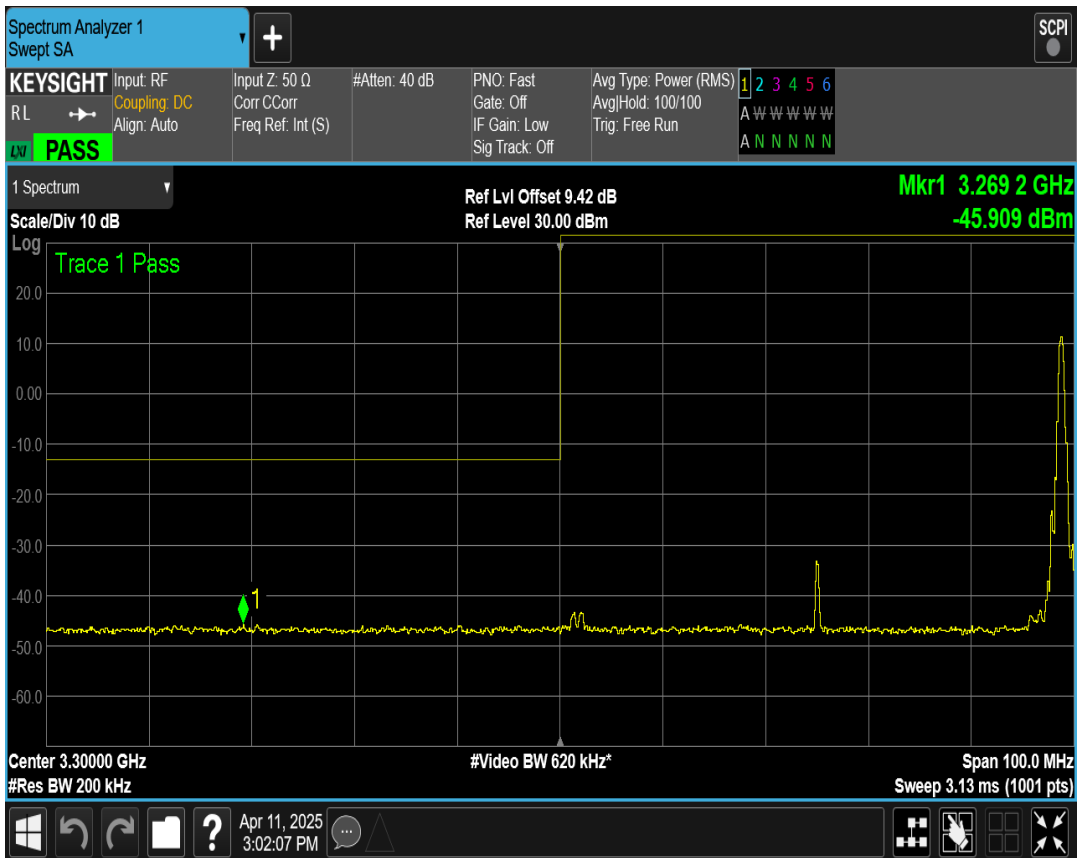 Spectrum Analyzer 1
Swept SA
+
SCPI
KEYSIGHT
RL
LXI PASS
Input: RF
Coupling: DC
Align: Auto
Input Z: 50 Ω
Corr CCorr
Freq Ref: Int (S)
#Atten: 40 dB
PNO: Fast
Gate: Off
IF Gain: Low
Sig Track: Off
Avg Type: Power (RMS)
Avg|Hold: 100/100
Trig: Free Run
1 2 3 4 5 6
A W W W W W
A N N N N N
1 Spectrum
Scale/Div 10 dB
Ref Lvl Offset 9.42 dB
Ref Level 30.00 dBm
Mkr1 3.269 2 GHz
-45.909 dBm
Log
Trace 1 Pass
20.0
10.0
0.00
-10.0
-20.0
-30.0
-40.0
1
-50.0
-60.0
Center 3.30000 GHz
#Res BW 200 kHz
#Video BW 620 kHz*
Span 100.0 MHz
Sweep 3.13 ms (1001 pts)
?
Apr 11, 2025
3:02:07 PM